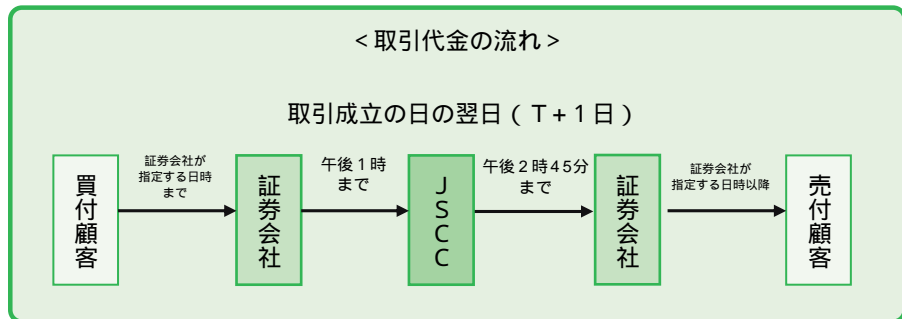 <取引代金の流れ>
取引成立の日の翌日(T+1日)
買付顧客
証券会社が
指定する日時
まで
証券会社
午後1時
まで
JSCC
午後2時45分
まで
証券会社
証券会社が
指定する日時以降
売付顧客